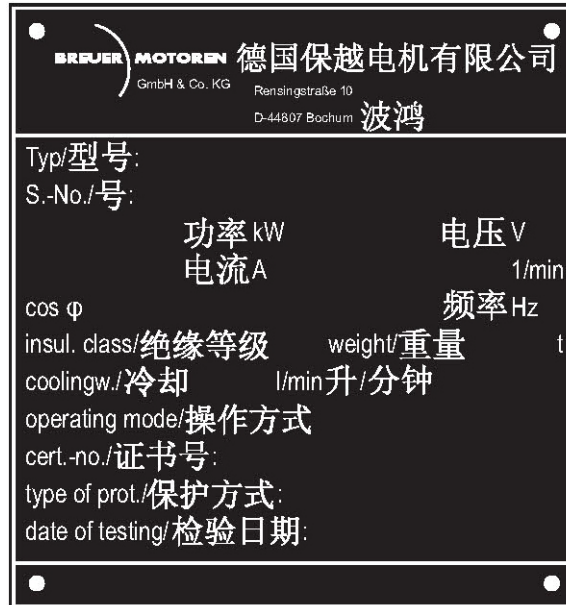 BREUER MOTOREN 德国保越电机有限公司
GmbH & Co. KG Rensingstraße 10
D-44807 Bochum 波鸿
Typ/型号:
S.-No./号:
功率 kW 电压 V
电流 A 1/min
cos φ 频率 Hz
insul. class/绝缘等级 weight/重量 t
coolingw./冷却 l/min升/分钟
operating mode/操作方式
cert.-no./证书号:
type of prot./保护方式:
date of testing/检验日期: